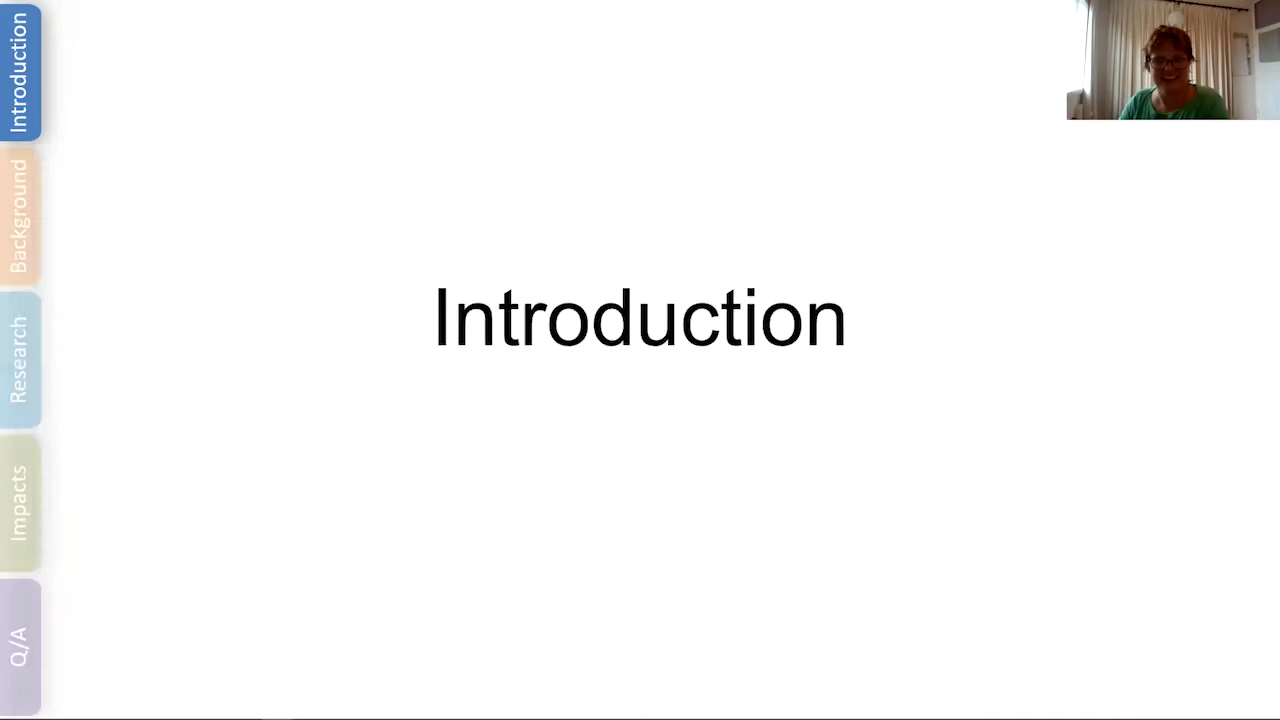 Introduction
Background
Research
Impacts
Q/A
Introduction